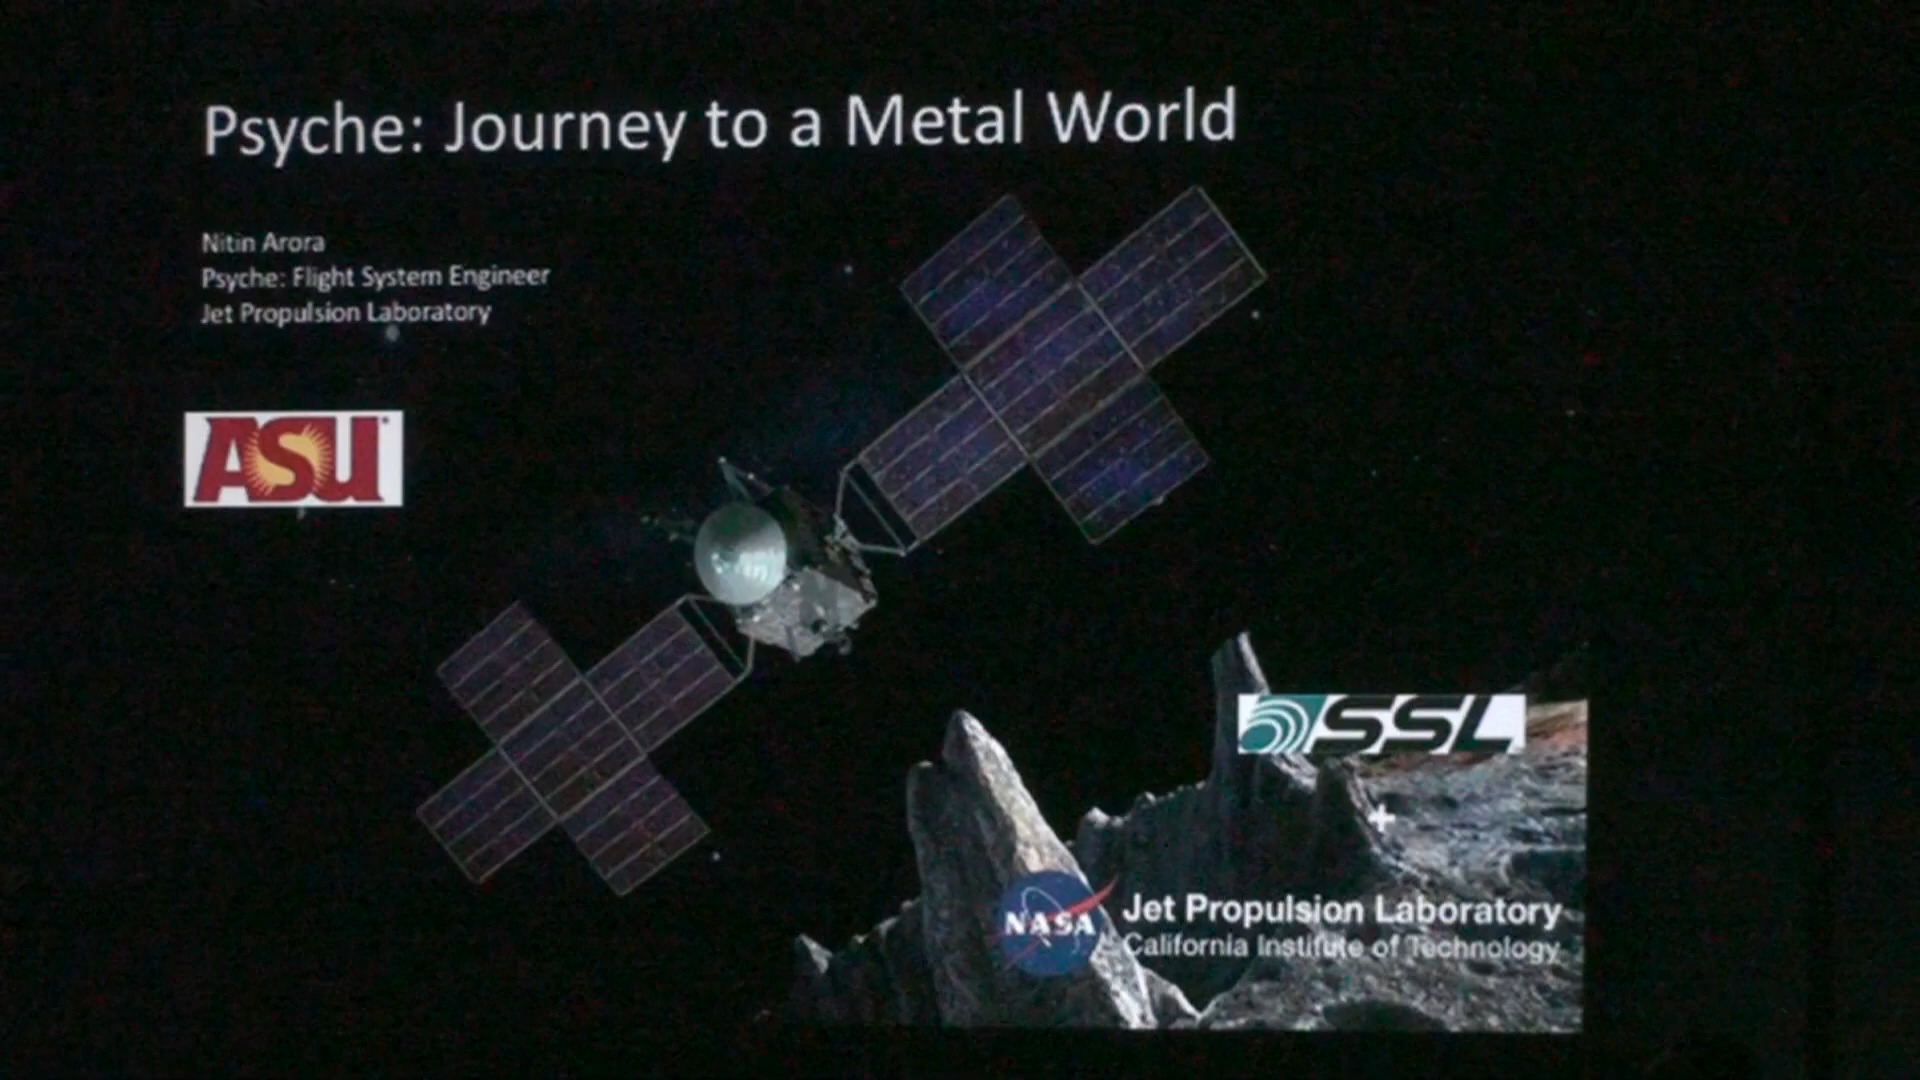 Psyche: Journey to a Metal World
Nitin Arora
Psyche: Flight System Engineer
Jet Propulsion Laboratory
ASU
SSL
NASA
Jet Propulsion Laboratory
California Institute of Technology